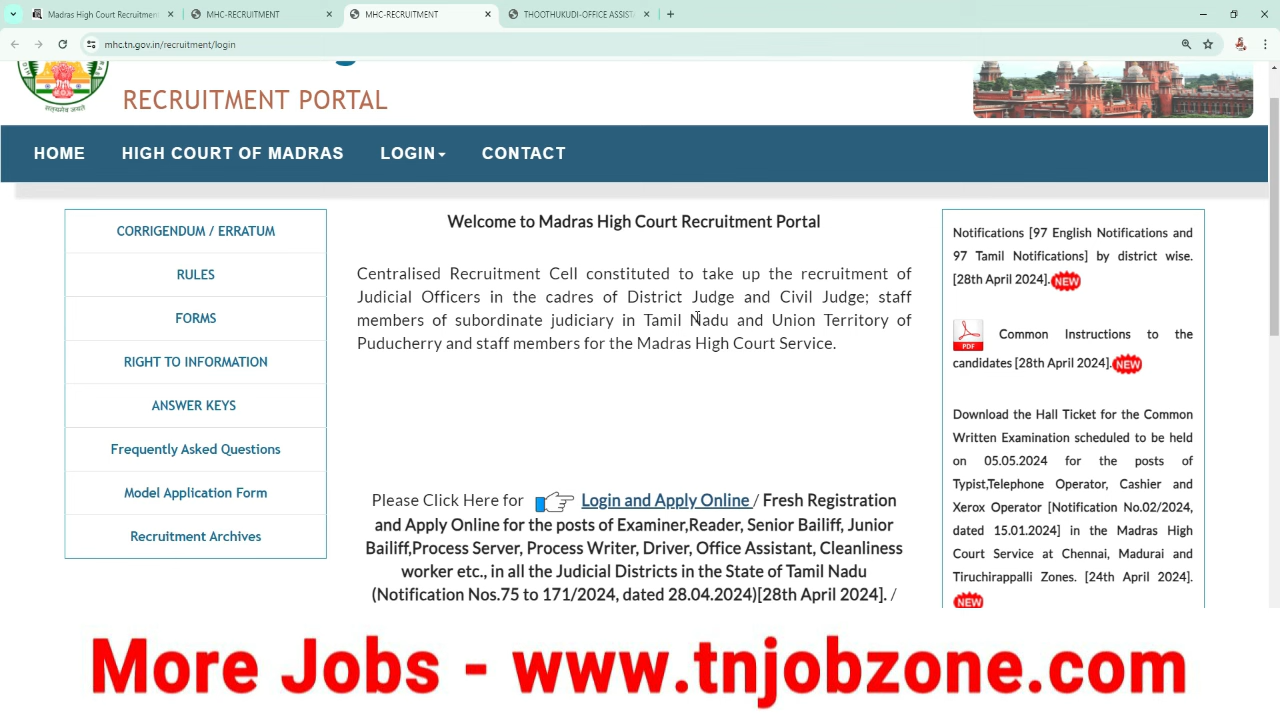 Madras High Court Recruitment
MHC-RECRUITMENT
MHC-RECRUITMENT
THOOTHUKUDI-OFFICE ASSIST
mhc.tn.gov.in/recruitment/login
सत्यमेव जयते
RECRUITMENT PORTAL
HOME
HIGH COURT OF MADRAS
LOGIN
CONTACT
CORRIGENDUM / ERRATUM
RULES
FORMS
RIGHT TO INFORMATION
ANSWER KEYS
Frequently Asked Questions
Model Application Form
Recruitment Archives
Welcome to Madras High Court Recruitment Portal
Centralised Recruitment Cell constituted to take up the recruitment of
Judicial Officers in the cadres of District Judge and Civil Judge; staff
members of subordinate judiciary in Tamil Nadu and Union Territory of
Puducherry and staff members for the Madras High Court Service.
Please Click Here for Login and Apply Online / Fresh Registration
and Apply Online for the posts of Examiner,Reader, Senior Bailiff, Junior
Bailiff,Process Server, Process Writer, Driver, Office Assistant, Cleanliness
worker etc., in all the Judicial Districts in the State of Tamil Nadu
(Notification Nos.75 to 171/2024, dated 28.04.2024)[28th April 2024]. /
Notifications [97 English Notifications and
97 Tamil Notifications] by district wise.
[28th April 2024]. NEW
PDF Common Instructions to the
candidates [28th April 2024]. NEW
Download the Hall Ticket for the Common
Written Examination scheduled to be held
on 05.05.2024 for the posts of
Typist,Telephone Operator, Cashier and
Xerox Operator [Notification No.02/2024,
dated 15.01.2024] in the Madras High
Court Service at Chennai, Madurai and
Tiruchirappalli Zones. [24th April 2024].
NEW
More Jobs - www.tnjobzone.com